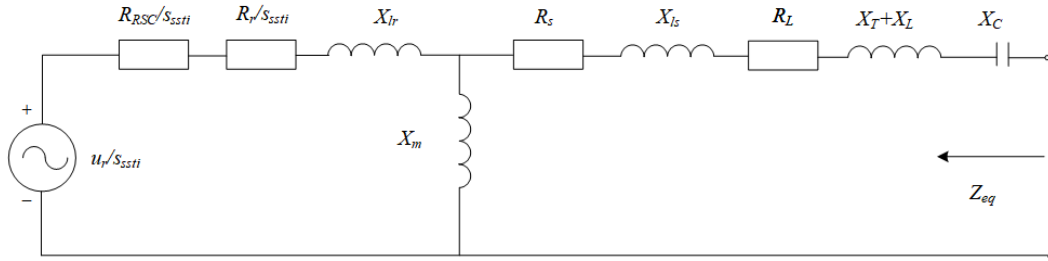 R_RSC/s_ssti R_r/s_ssti X_lr R_s X_ls R_L X_T+X_L X_C
+
u_r/s_ssti
−
X_m
Z_eq